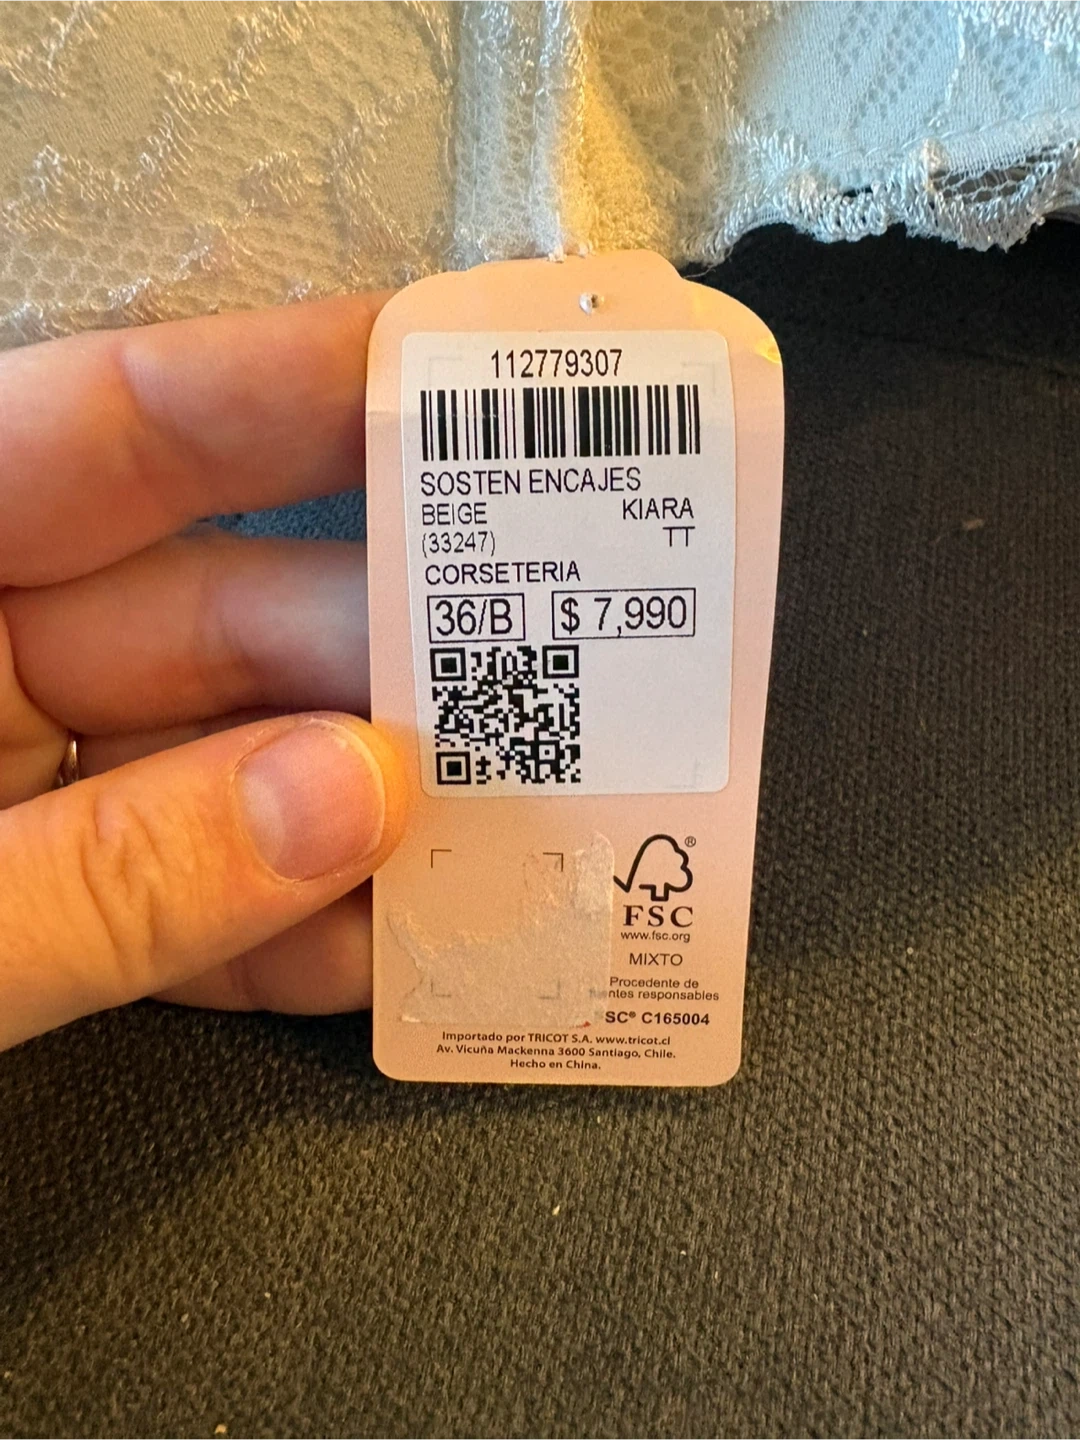 112779307
SOSTEN ENCAJES
BEIGE KIARA
(33247) TT
CORSETERIA
36/B $ 7,990
®
FSC
www.fsc.org
MIXTO
Procedente de
responsables
C165004
Importado por TRICOT S.A. www.tricot.cl
Av. Vicuña Mackenna 3600 Santiago, Chile.
Hecho en China.